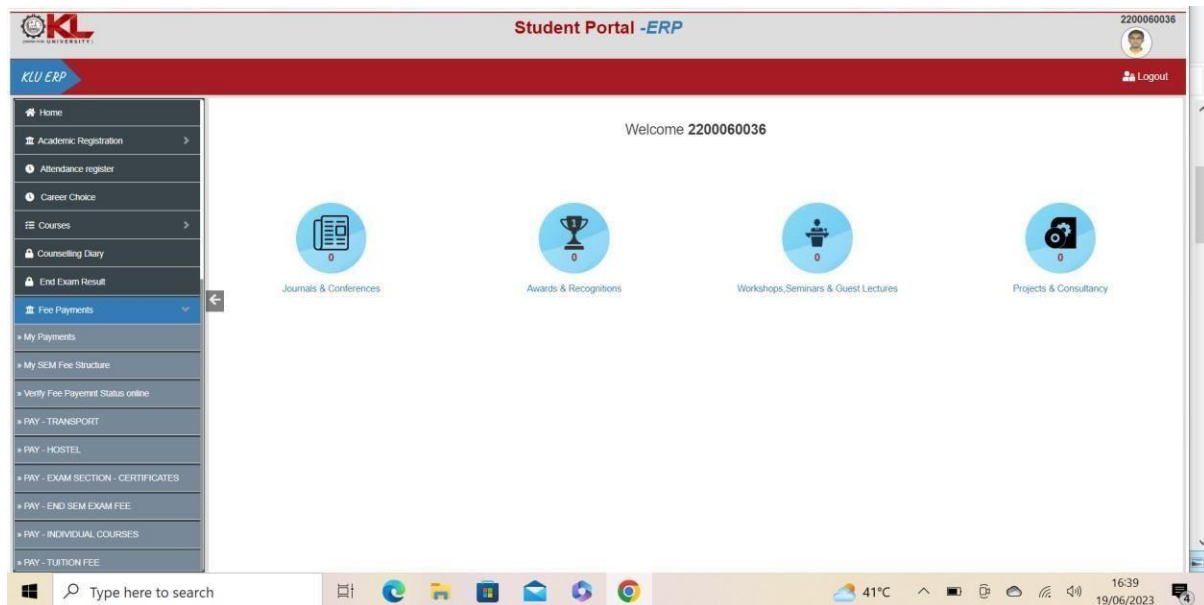 KL
UNIVERSITY)
Student Portal -ERP
2200060036
KLU ERP
Logout
Home
Academic Registration
Attendance register
Career Choice
Courses
Counselling Diary
End Exam Result
Fee Payments
» My Payments
» My SEM Fee Structure
» Verify Fee Payemnt Status online
» PAY - TRANSPORT
» PAY - HOSTEL
» PAY - EXAM SECTION - CERTIFICATES
» PAY - END SEM EXAM FEE
» PAY - INDIVIDUAL COURSES
» PAY - TUITION FEE
Welcome 2200060036
0
Journals & Conferences
1
0
Awards & Recognitions
0
Workshops,Seminars & Guest Lectures
0
Projects & Consultancy
Type here to search
41°C
16:39
19/06/2023
4